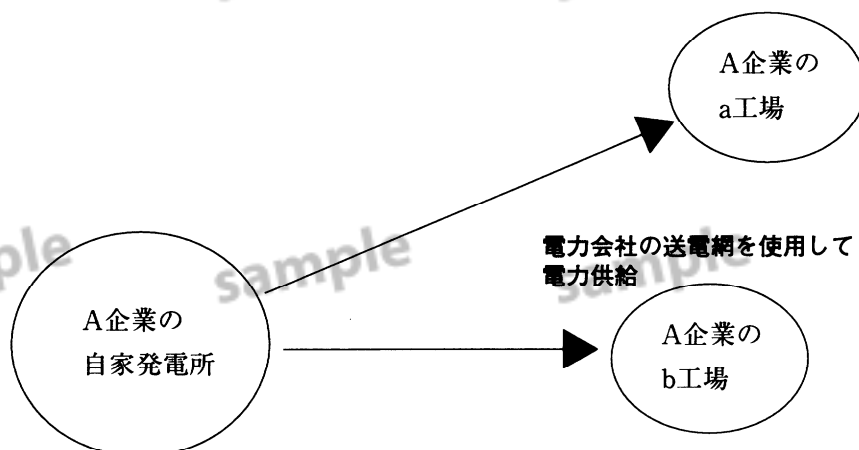 A企業の
a工場
電力会社の送電網を使用して
電力供給
A企業の
自家発電所
A企業の
b工場
ple
sample
sample